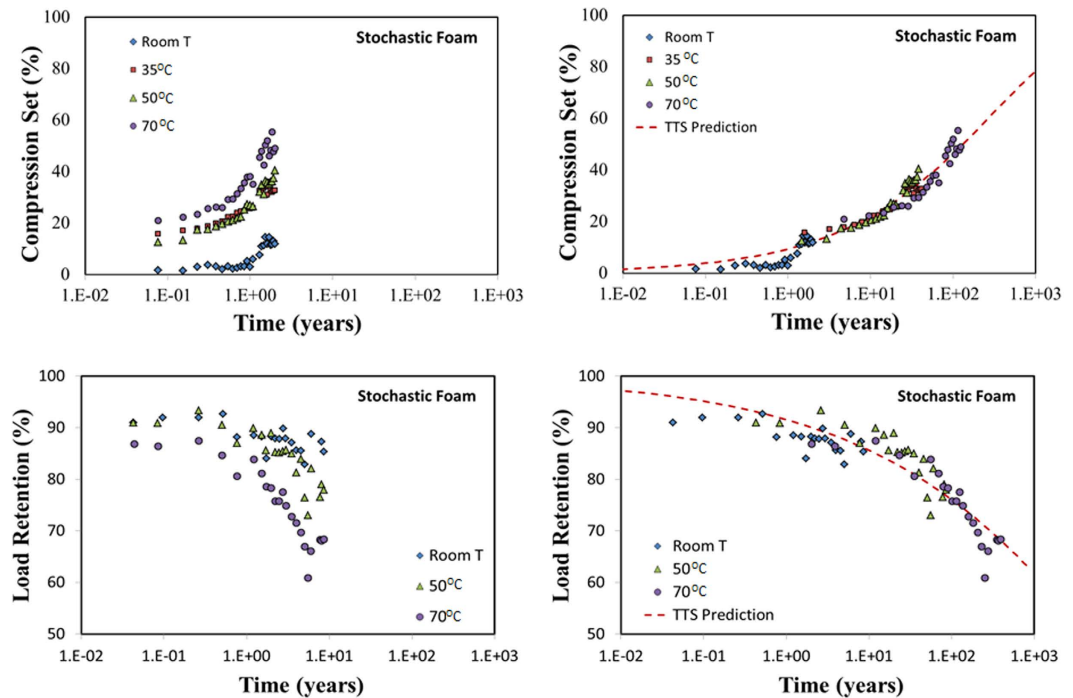 Stochastic Foam
Compression Set (%)
100
80
60
40
20
0
Room T
35°C
50°C
70°C
1.E-02 1.E-01 1.E+00 1.E+01 1.E+02 1.E+03
Time (years)
Stochastic Foam
Compression Set (%)
100
80
60
40
20
0
Room T
35 °C
50 °C
70 °C
TTS Prediction
1.E-02 1.E-01 1.E+00 1.E+01 1.E+02 1.E+03
Time (years)
Stochastic Foam
Load Retention (%)
100
90
80
70
60
50
Room T
50°C
70°C
1.E-02 1.E-01 1.E+00 1.E+01 1.E+02 1.E+03
Time (years)
Stochastic Foam
Load Retention (%)
100
90
80
70
60
50
Room T
50°C
70°C
TTS Prediction
1.E-02 1.E-01 1.E+00 1.E+01 1.E+02 1.E+03
Time (years)